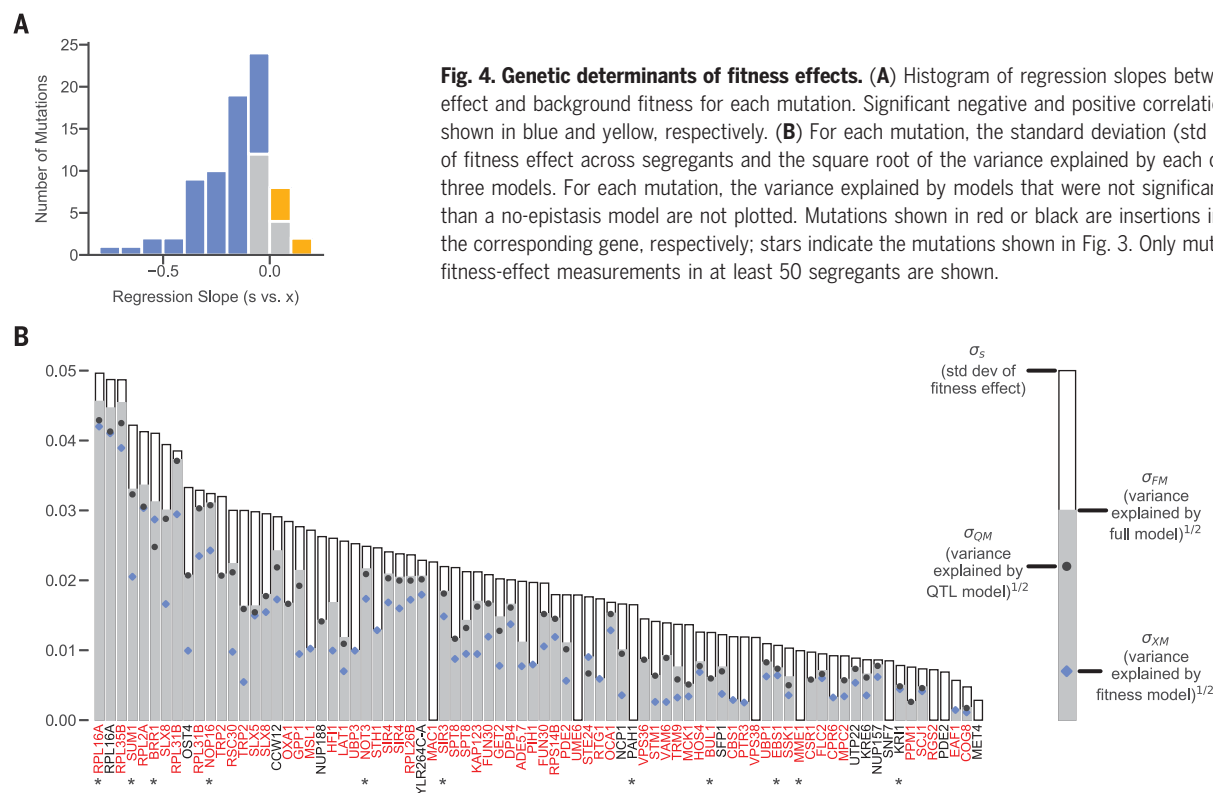 A
Number of Mutations
25
20
15
10
5
0
−0.5
0.0
Regression Slope (s vs. x)
Fig. 4. Genetic determinants of fitness effects. (A) Histogram of regression slopes betw
effect and background fitness for each mutation. Significant negative and positive correlatio
shown in blue and yellow, respectively. (B) For each mutation, the standard deviation (std
of fitness effect across segregants and the square root of the variance explained by each o
three models. For each mutation, the variance explained by models that were not significan
than a no-epistasis model are not plotted. Mutations shown in red or black are insertions i
the corresponding gene, respectively; stars indicate the mutations shown in Fig. 3. Only mut
fitness-effect measurements in at least 50 segregants are shown.
B
0.05
0.04
0.03
0.02
0.01
0.00
RPL16A
RPL16A
RPL39B
SUM1
RPI2A
BRR1
SLX8
RPL31B
OST4
RPL31B
NOP16
TRP2
RSC30
TRP2
SLX5
SLX8
CCW12
OXA1
GPP1
MSL1
NUP188
HFI1
LAT1
UBP3
NOT3
STH1
SIR4
SIR4
RPL26B
YLR264C-A
MAC1
SIR3
SPT8
SPT8
KAP123
FUN30
GET2
DPB4
ADE57
PIH1
FUN30
RPS14B
PDE2
UME6
STE24
RTG1
OCA1
NCP1
PAH1
VPS36
STM1
VAM6
TRM9
MCK1
HSC4
BUL1
SFP1
CBS1
PTR3
VPS38
UBP1
EBS1
SUK1
MME1
CSR1
FLC2
CPR6
MPC2
UTP22
KRE6
NUP157
SNF7
KRI1
PPM1
SCJ1
RGS2
PDE2
EAF1
COG8
MET4
* * * * * * * * * * *
σS
(std dev of
fitness effect)
σFM
(variance
explained by
full model)1/2
σQM
(variance
explained by
QTL model)1/2
σXM
(variance
explained by
fitness model)1/2